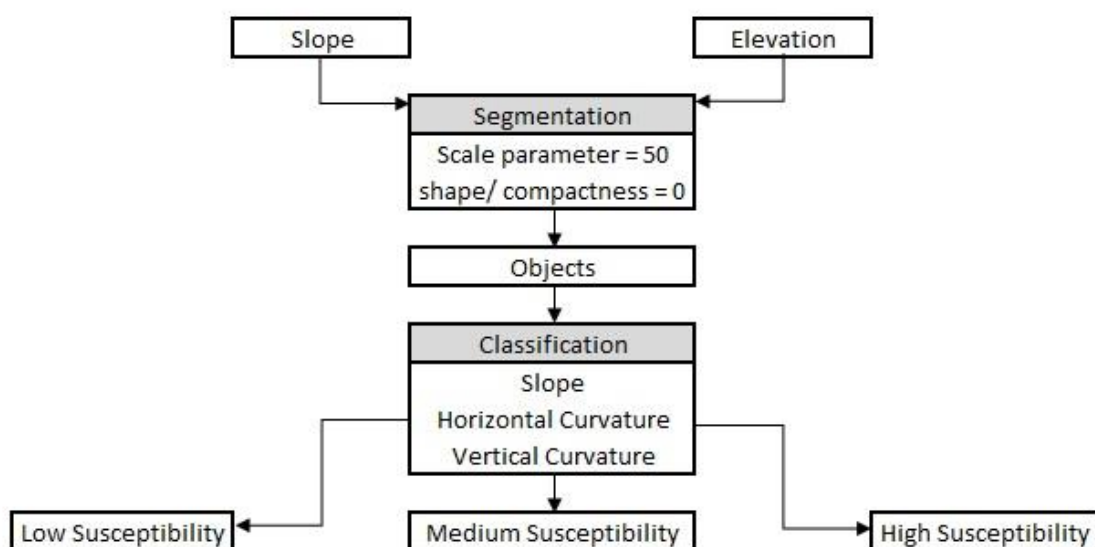 Slope
Elevation
Segmentation
Scale parameter = 50
shape/ compactness = 0
Objects
Classification
Slope
Horizontal Curvature
Vertical Curvature
Low Susceptibility
Medium Susceptibility
High Susceptibility